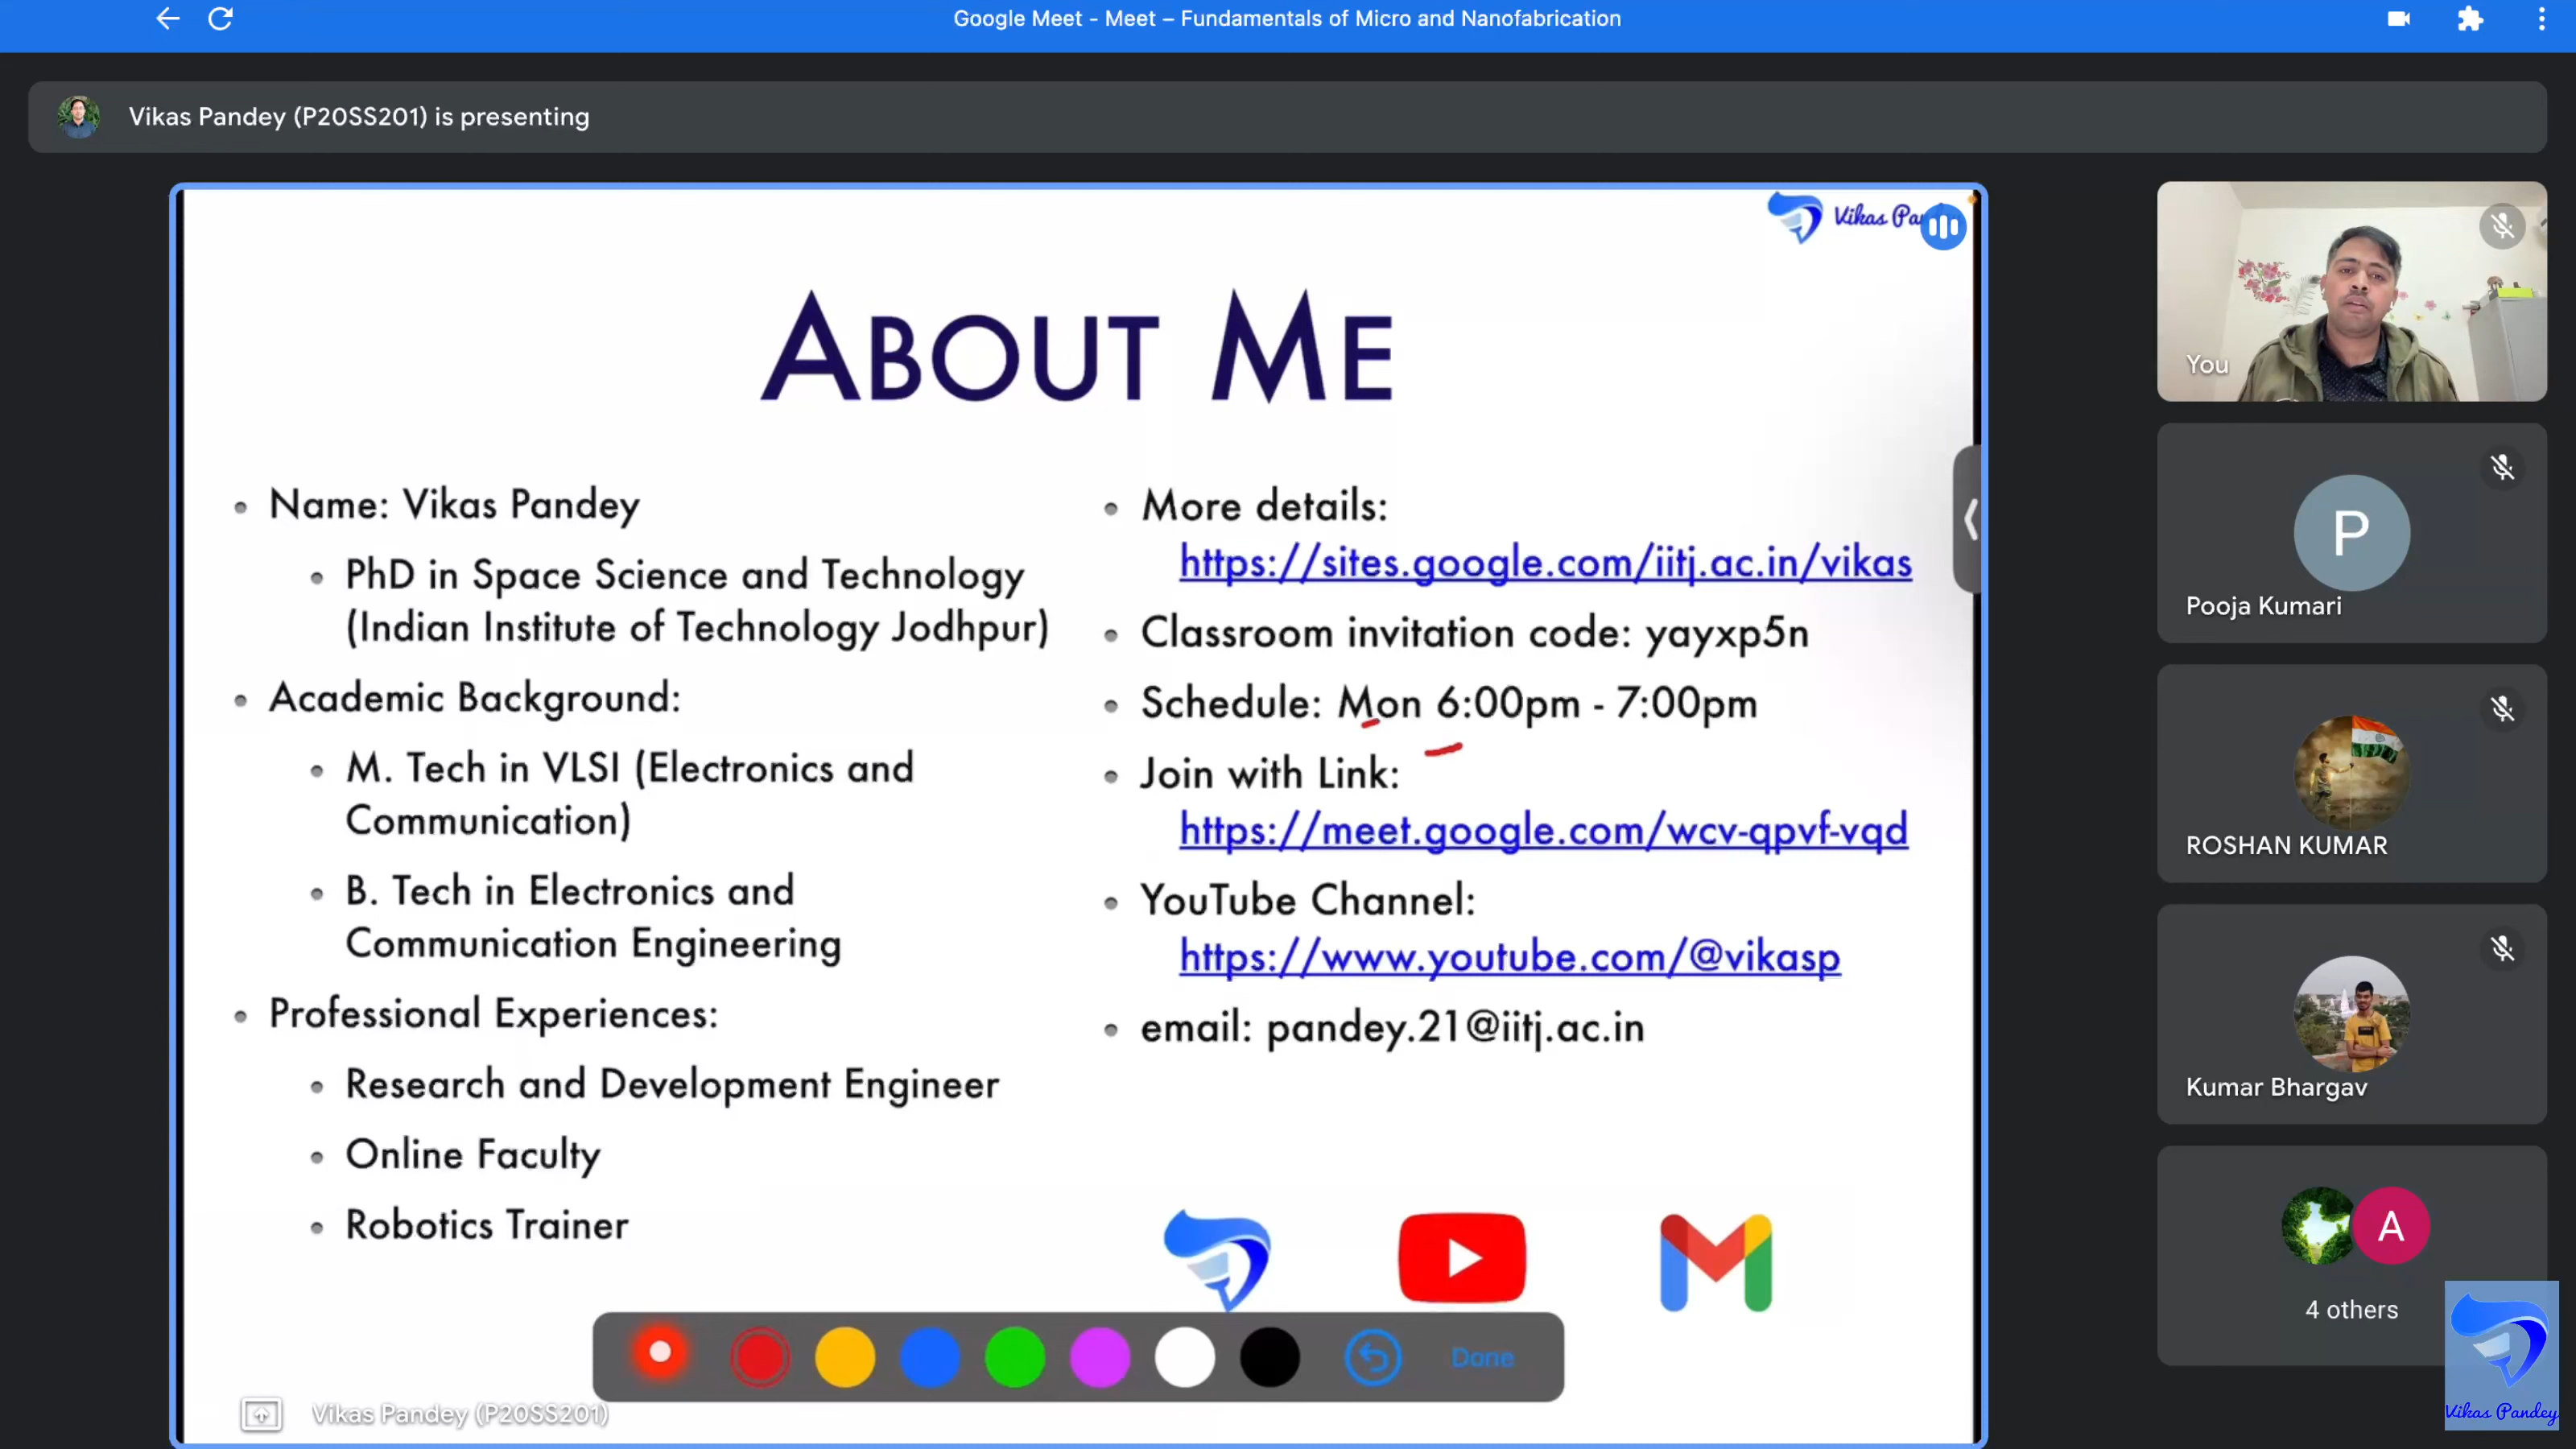 Google Meet - Meet – Fundamentals of Micro and Nanofabrication
Vikas Pandey (P20SS201) is presenting
Vikas
ABOUT ME
Name: Vikas Pandey
PhD in Space Science and Technology
(Indian Institute of Technology Jodhpur)
Academic Background:
M. Tech in VLSI (Electronics and
Communication)
B. Tech in Electronics and
Communication Engineering
Professional Experiences:
Research and Development Engineer
Online Faculty
Robotics Trainer
More details:
https://sites.google.com/iitj.ac.in/vikas
Classroom invitation code: yayxp5n
Schedule: Mon 6:00pm - 7:00pm
Join with Link:
https://meet.google.com/wcv-qpvf-vqd
YouTube Channel:
https://www.youtube.com/@vikasp
email: pandey.21@iitj.ac.in
Done
Vikas Pandey (P20SS201)
You
P
Pooja Kumari
ROSHAN KUMAR
Kumar Bhargav
A
4 others
Vikas Pandey